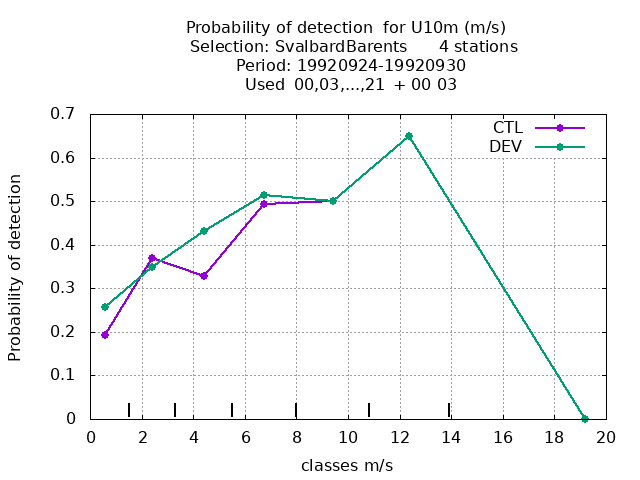 Probability of detection  for U10m (m/s)
Selection: SvalbardBarents      4 stations
Period: 19920924-19920930
Used  00,03,...,21  + 00 03
CTL
DEV
Probability of detection
0.7
0.6
0.5
0.4
0.3
0.2
0.1
0
0 2 4 6 8 10 12 14 16 18 20
classes m/s